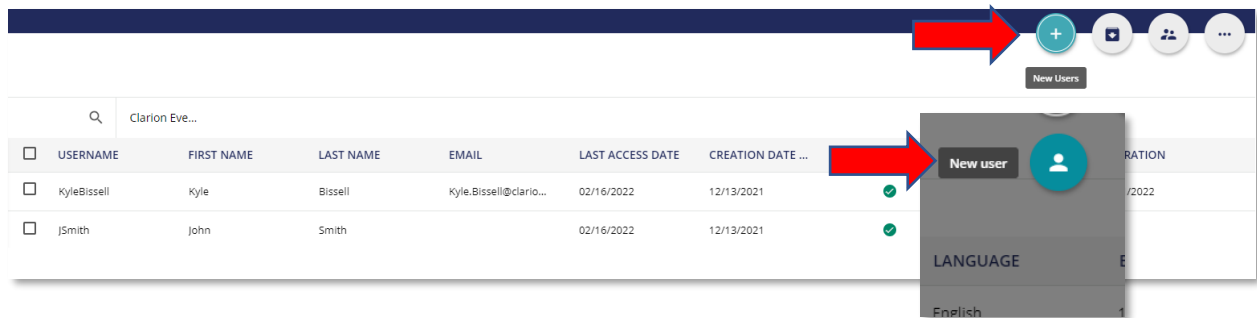 New Users
Clarion Eve...
USERNAME FIRST NAME LAST NAME EMAIL LAST ACCESS DATE CREATION DATE ... RATION
New user
KyleBissell Kyle Bissell Kyle.Bissell@clario... 02/16/2022 12/13/2021 /2022
JSmith John Smith 02/16/2022 12/13/2021
LANGUAGE E
English 1